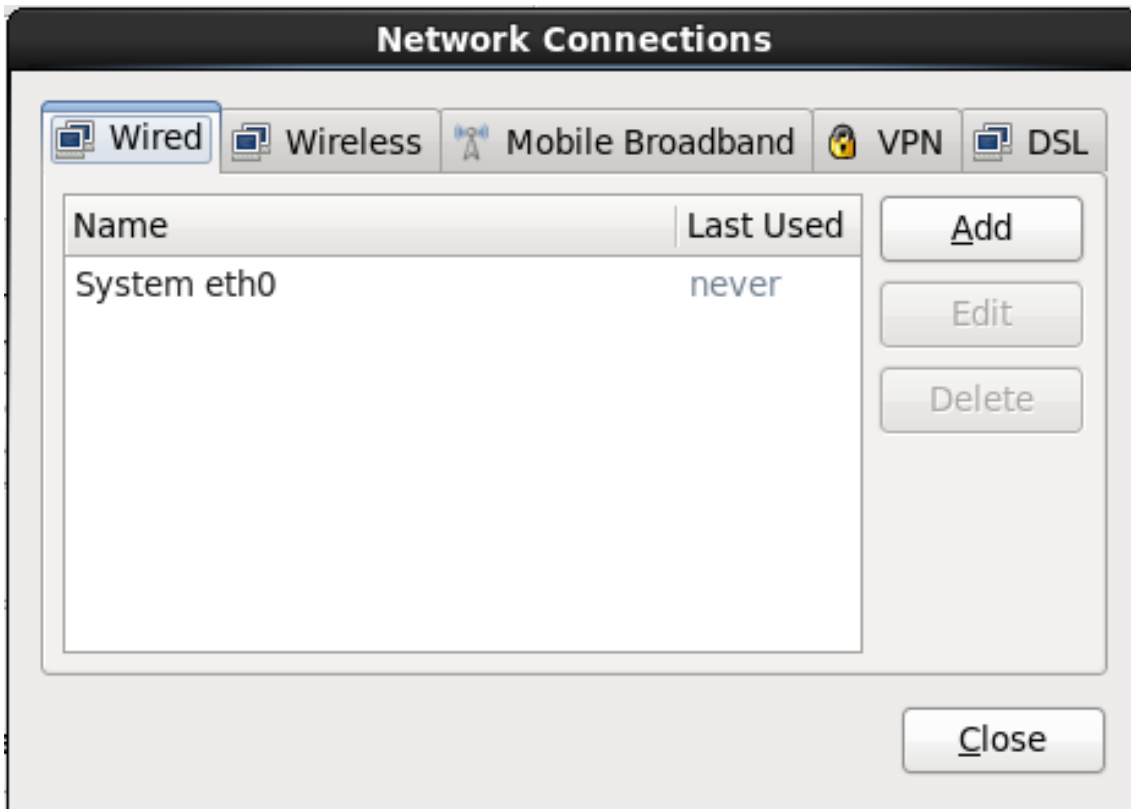 Network Connections
Wired Wireless Mobile Broadband VPN DSL
Name Last Used Add
System eth0 never Edit
Delete
Close